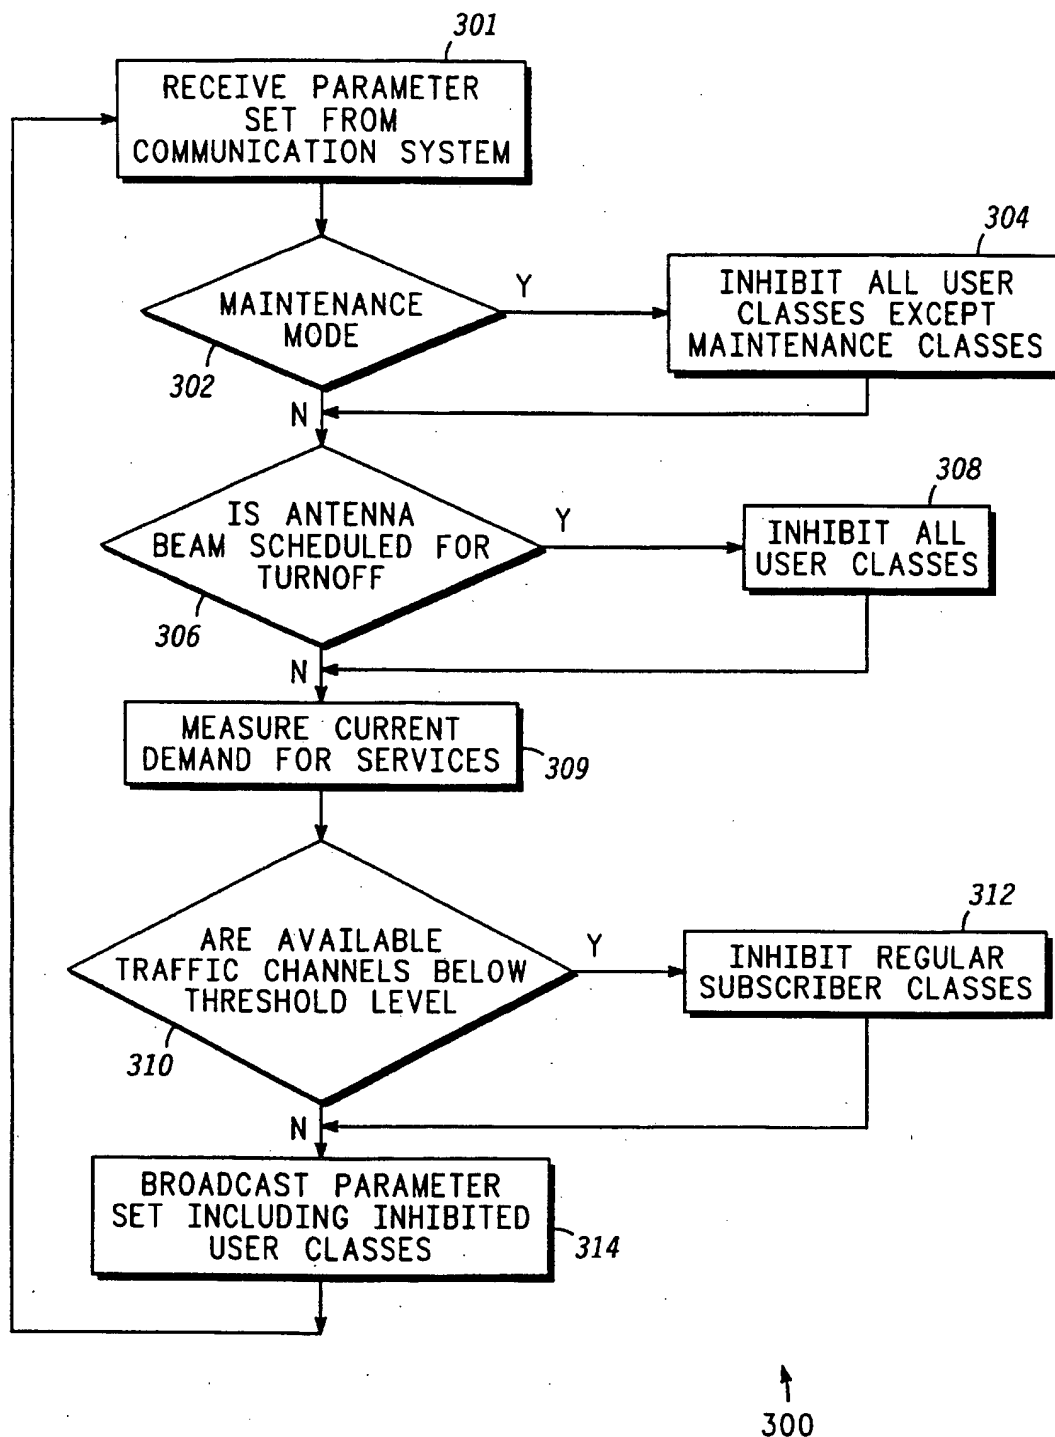 301
RECEIVE PARAMETER
SET FROM
COMMUNICATION SYSTEM
304
INHIBIT ALL USER
CLASSES EXCEPT
MAINTENANCE CLASSES
Y
MAINTENANCE
MODE
302
N
308
INHIBIT ALL
USER CLASSES
Y
IS ANTENNA
BEAM SCHEDULED FOR
TURNOFF
306
N
MEASURE CURRENT
DEMAND FOR SERVICES
309
312
INHIBIT REGULAR
SUBSCRIBER CLASSES
Y
ARE AVAILABLE
TRAFFIC CHANNELS BELOW
THRESHOLD LEVEL
310
N
BROADCAST PARAMETER
SET INCLUDING INHIBITED
USER CLASSES
314
300